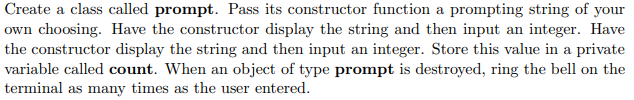 Create a class called prompt. Pass its constructor function a prompting string of your
own choosing. Have the constructor display the string and then input an integer. Have
the constructor display the string and then input an integer. Store this value in a private
variable called count. When an object of type prompt is destroyed, ring the bell on the
terminal as many times as the user entered.